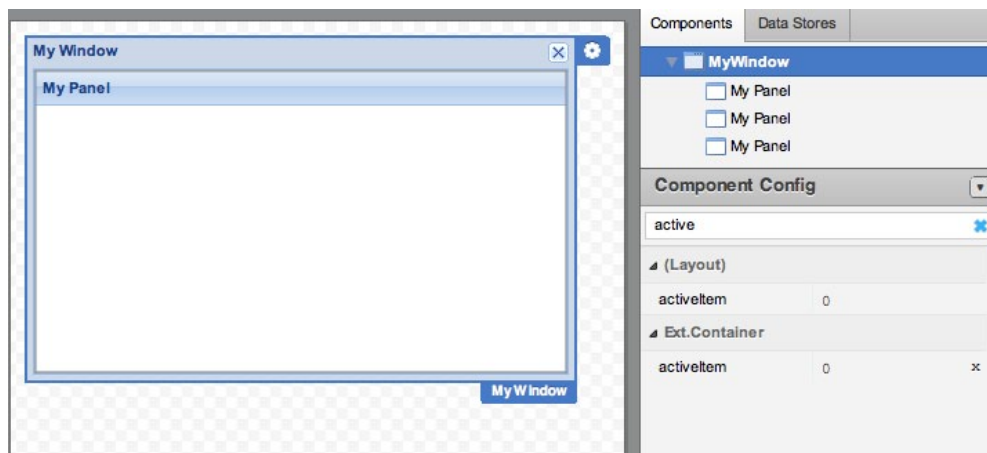 My Window
My Panel
MyWindow
Components Data Stores
MyWindow
My Panel
My Panel
My Panel
Component Config
active
(Layout)
activeItem 0
Ext.Container
activeItem 0 x